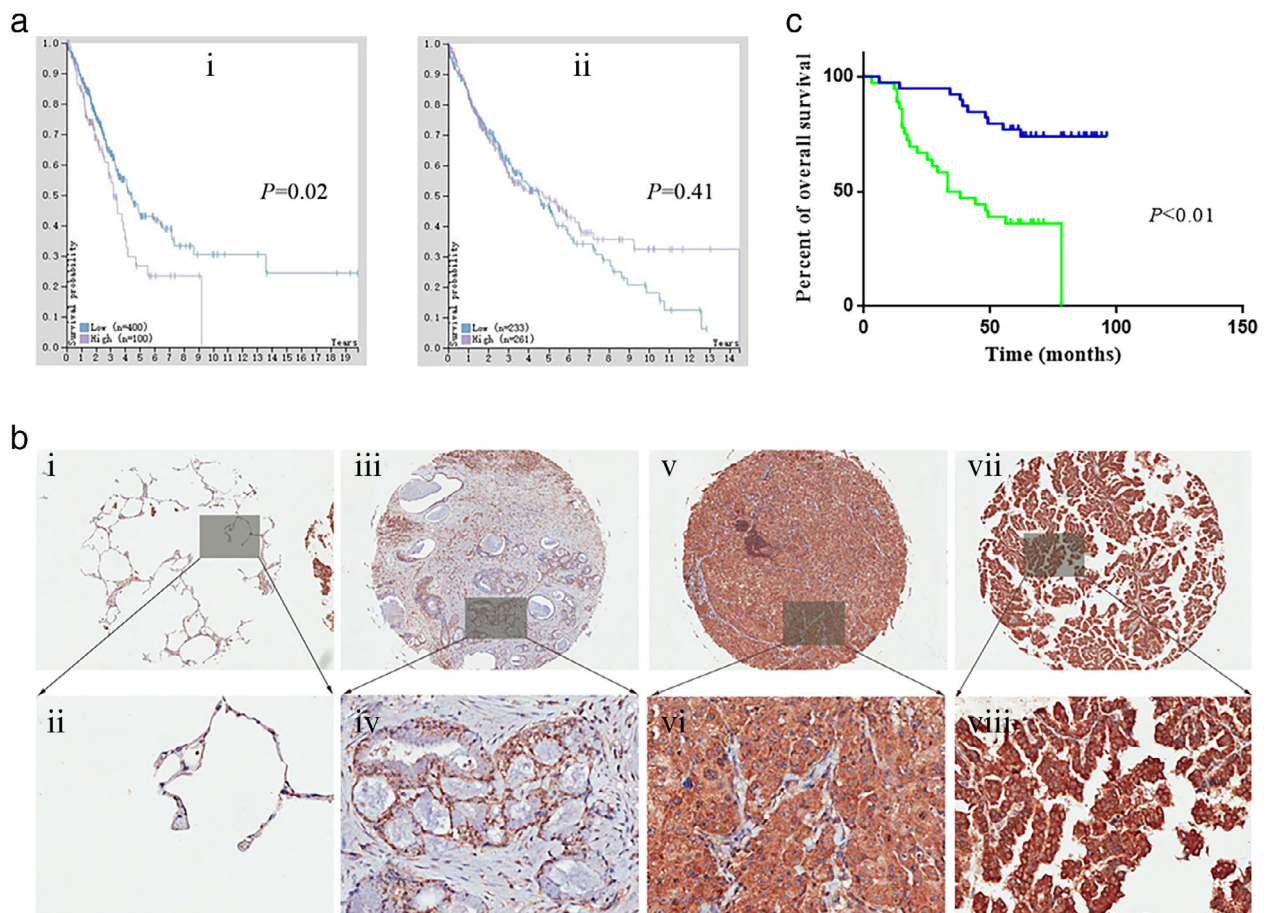 a
i
1.0
0.9
0.8
0.7
0.6
0.5
0.4
0.3
0.2
0.1
0.0
Survival probability
P=0.02
Low (n=400)
High (n=100)
Years
0 1 2 3 4 5 6 7 8 9 10 11 12 13 14 15 16 17 18 19
ii
1.0
0.9
0.8
0.7
0.6
0.5
0.4
0.3
0.2
0.1
0.0
Survival probability
P=0.41
Low (n=233)
High (n=261)
Years
0 1 2 3 4 5 6 7 8 9 10 11 12 13 14
c
Percent of overall survival
100
50
0
P<0.01
0 50 100 150
Time (months)
b
i iii v vii
ii iv vi viii